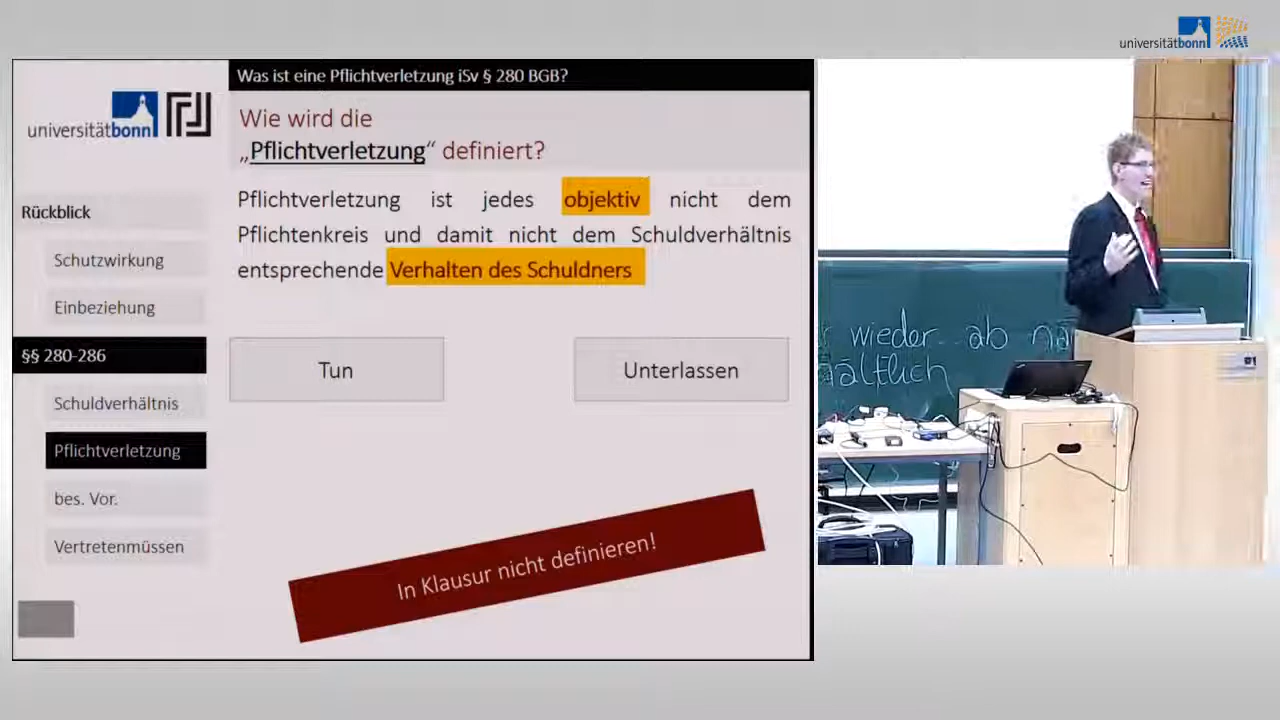 universitätbonn
Was ist eine Pflichtverletzung iSv § 280 BGB?
universitätbonn
Wie wird die
„Pflichtverletzung“ definiert?
Pflichtverletzung ist jedes objektiv nicht dem
Pflichtenkreis und damit nicht dem Schuldverhältnis
entsprechende Verhalten des Schuldners
Rückblick
Schutzwirkung
Einbeziehung
§§ 280-286
Schuldverhältnis
Pflichtverletzung
bes. Vor.
Vertretenmüssen
Tun
Unterlassen
In Klausur nicht definieren!
wieder ab